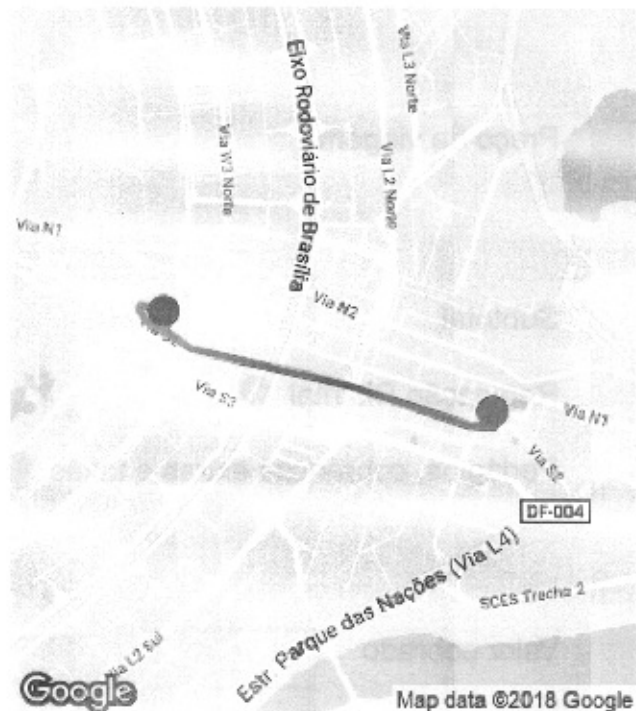 Via L3 Norte
Eixo Rodoviário de Brasília
Via W3 Norte
Via L2 Norte
Via N1
Via N2
Via S2
Via S3
Via N1
Via S2
DF-004
Estr. Parque das Nações (Via L4)
SCES Trecho 2
Via L2 Sul
Google
Map data ©2018 Google